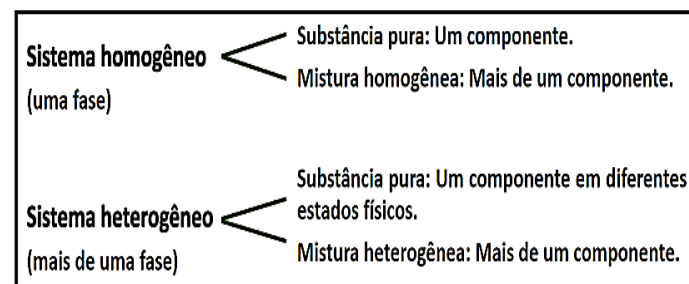 Sistema homogêneo
(uma fase)
Substância pura: Um componente.
Mistura homogênea: Mais de um componente.
Sistema heterogêneo
(mais de uma fase)
Substância pura: Um componente em diferentes
estados físicos.
Mistura heterogênea: Mais de um componente.